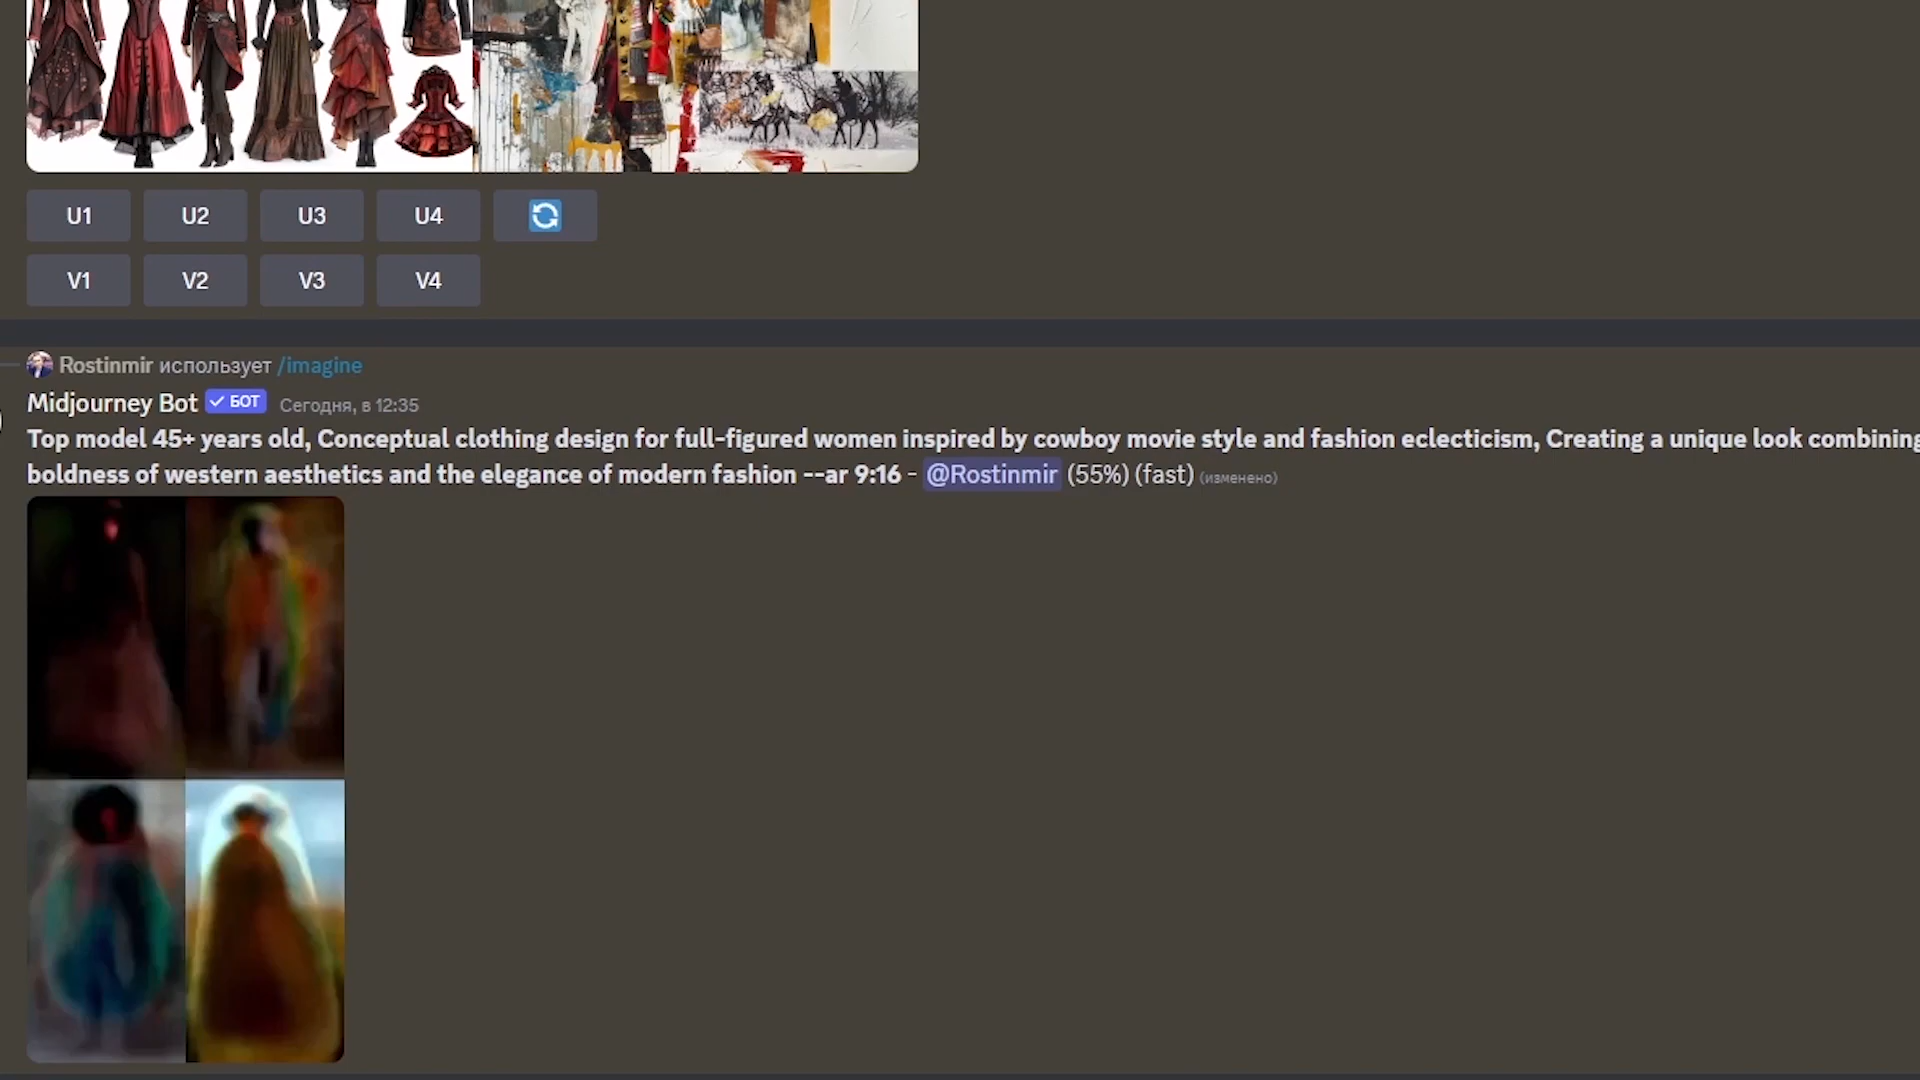 U1 U2 U3 U4
V1 V2 V3 V4
Rostinmir использует /imagine
Midjourney Bot БОТ Сегодня, в 12:35
Top model 45+ years old, Conceptual clothing design for full-figured women inspired by cowboy movie style and fashion eclecticism, Creating a unique look combining
boldness of western aesthetics and the elegance of modern fashion --ar 9:16 - @Rostinmir (55%) (fast) (изменено)